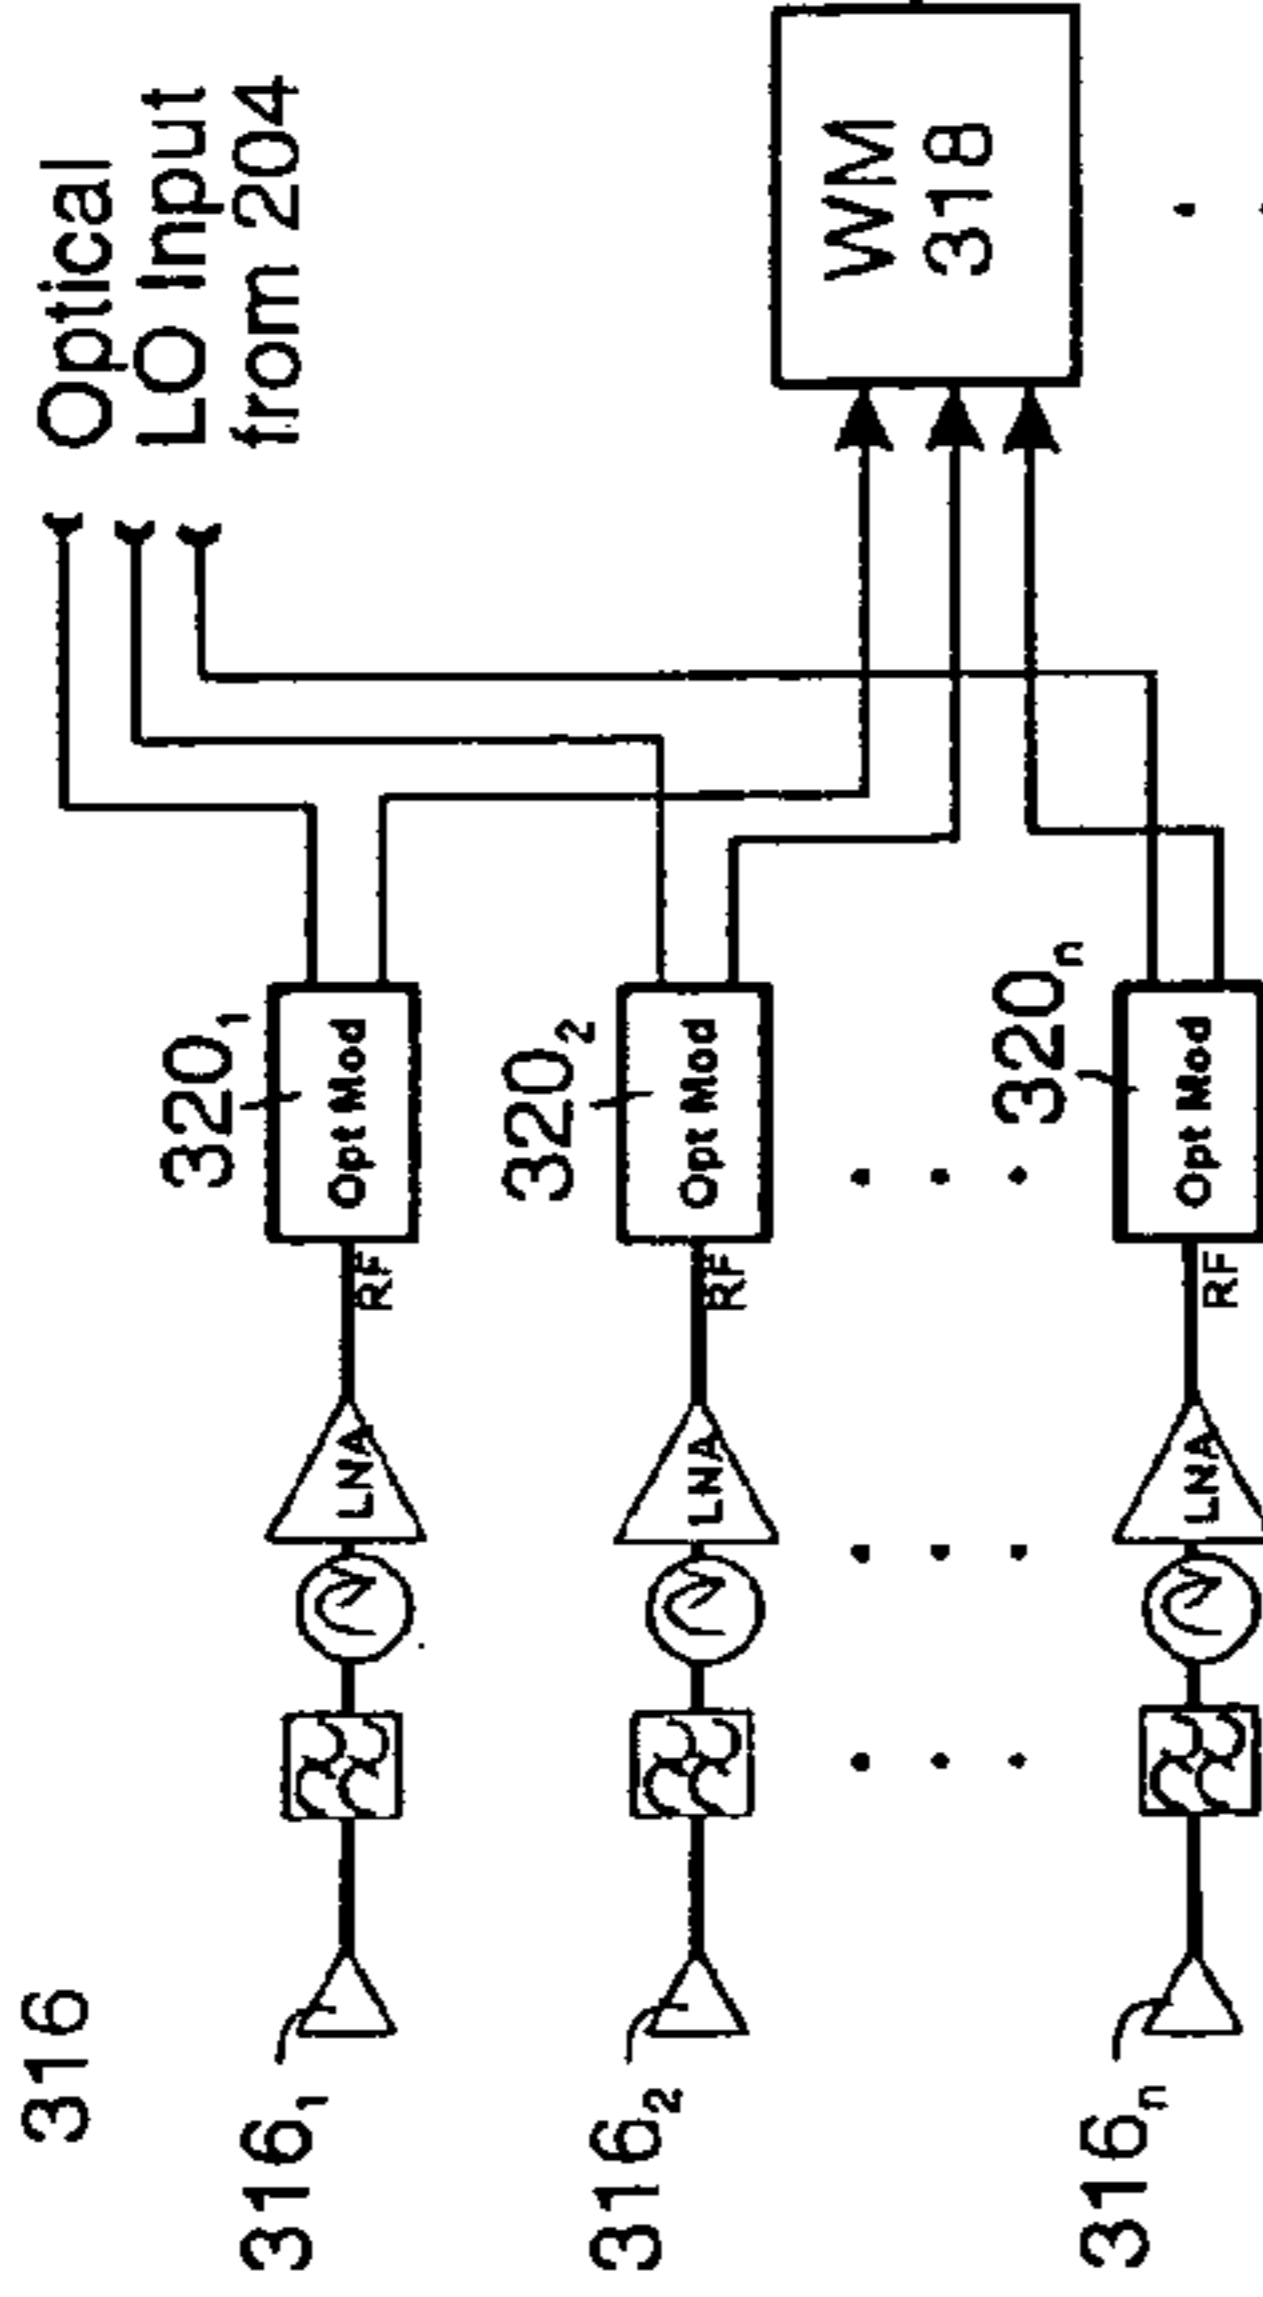 316
Optical
LO Input
from 204
316₁
LNA
RF
320₁
Opt Mod
316₂
LNA
RF
320₂
Opt Mod
WM
318
316ₙ
LNA
RF
320ₙ
Opt Mod